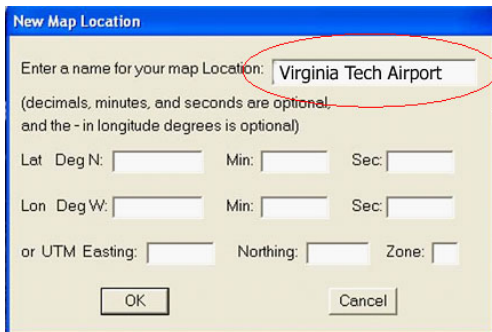 New Map Location
Enter a name for your map Location: Virginia Tech Airport
(decimals, minutes, and seconds are optional,
and the - in longitude degrees is optional)
Lat Deg N: Min: Sec:
Lon Deg W: Min: Sec:
or UTM Easting: Northing: Zone:
OK Cancel